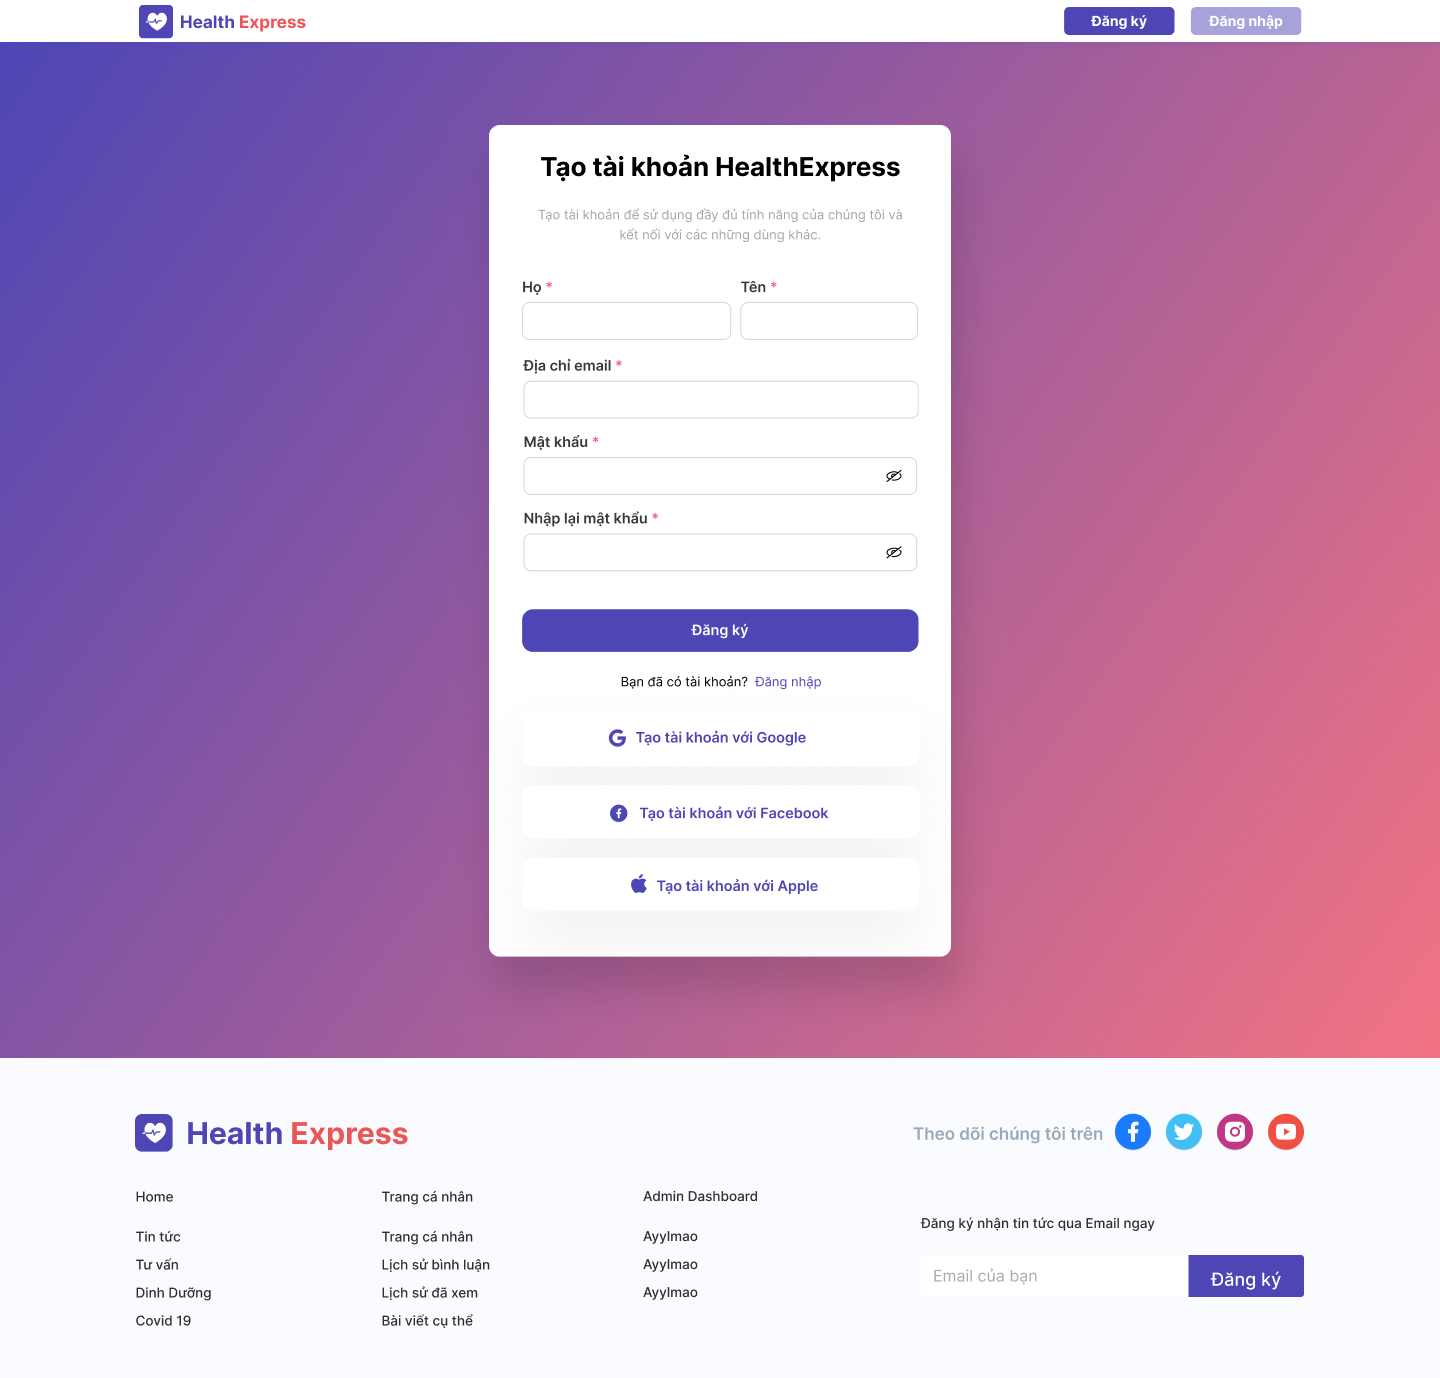 Health Express
Đăng ký
Đăng nhập
Tạo tài khoản HealthExpress
Tạo tài khoản để sử dụng đầy đủ tính năng của chúng tôi và
kết nối với các những dùng khác.
Họ *
Tên *
Địa chỉ email *
Mật khẩu *
Nhập lại mật khẩu *
Đăng ký
Bạn đã có tài khoản? Đăng nhập
Tạo tài khoản với Google
Tạo tài khoản với Facebook
Tạo tài khoản với Apple
Health Express
Theo dõi chúng tôi trên
Home
Tin tức
Tư vấn
Dinh Dưỡng
Covid 19
Trang cá nhân
Trang cá nhân
Lịch sử bình luận
Lịch sử đã xem
Bài viết cụ thể
Admin Dashboard
Ayylmao
Ayylmao
Ayylmao
Đăng ký nhận tin tức qua Email ngay
Email của bạn
Đăng ký